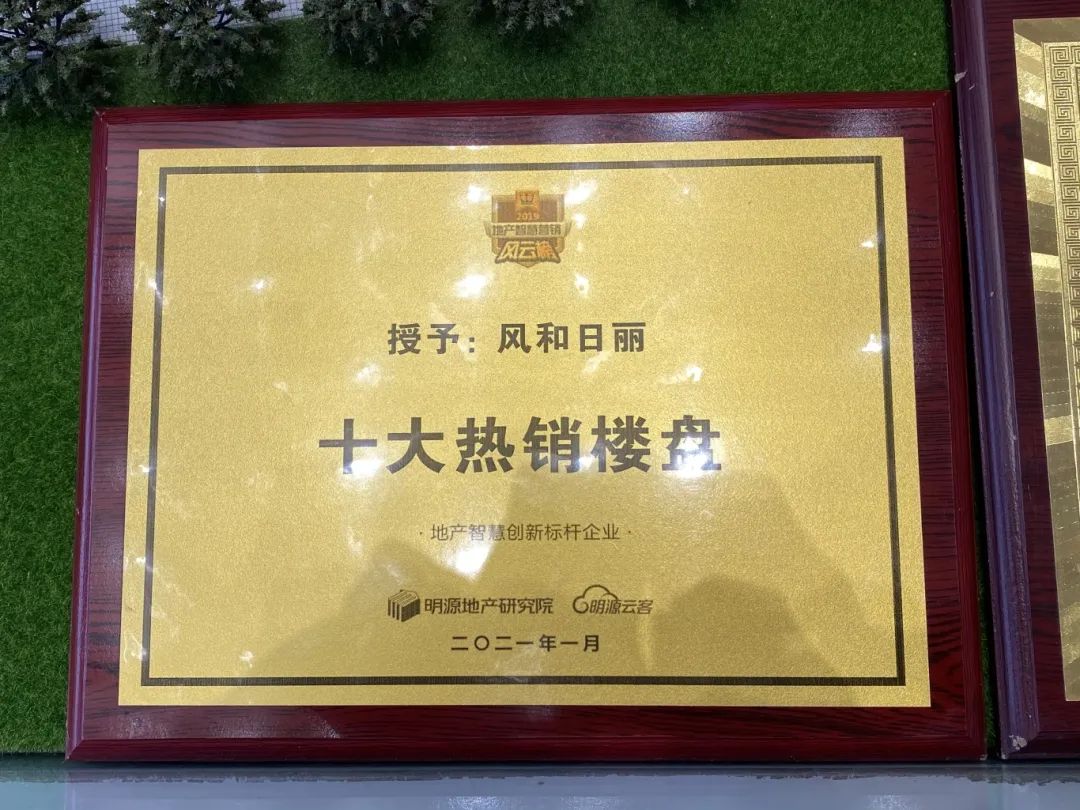 2019
地产智慧营销
风云榜
授予：风和日丽
十大热销楼盘
·地产智慧创新标杆企业·
明源地产研究院 明源云客
二〇二一年一月